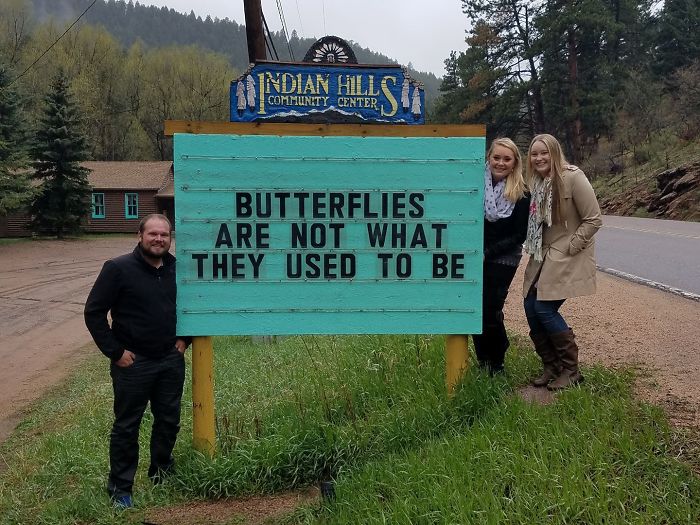 INDIAN HILLS
COMMUNITY CENTER
BUTTERFLIES
ARE NOT WHAT
THEY USED TO BE